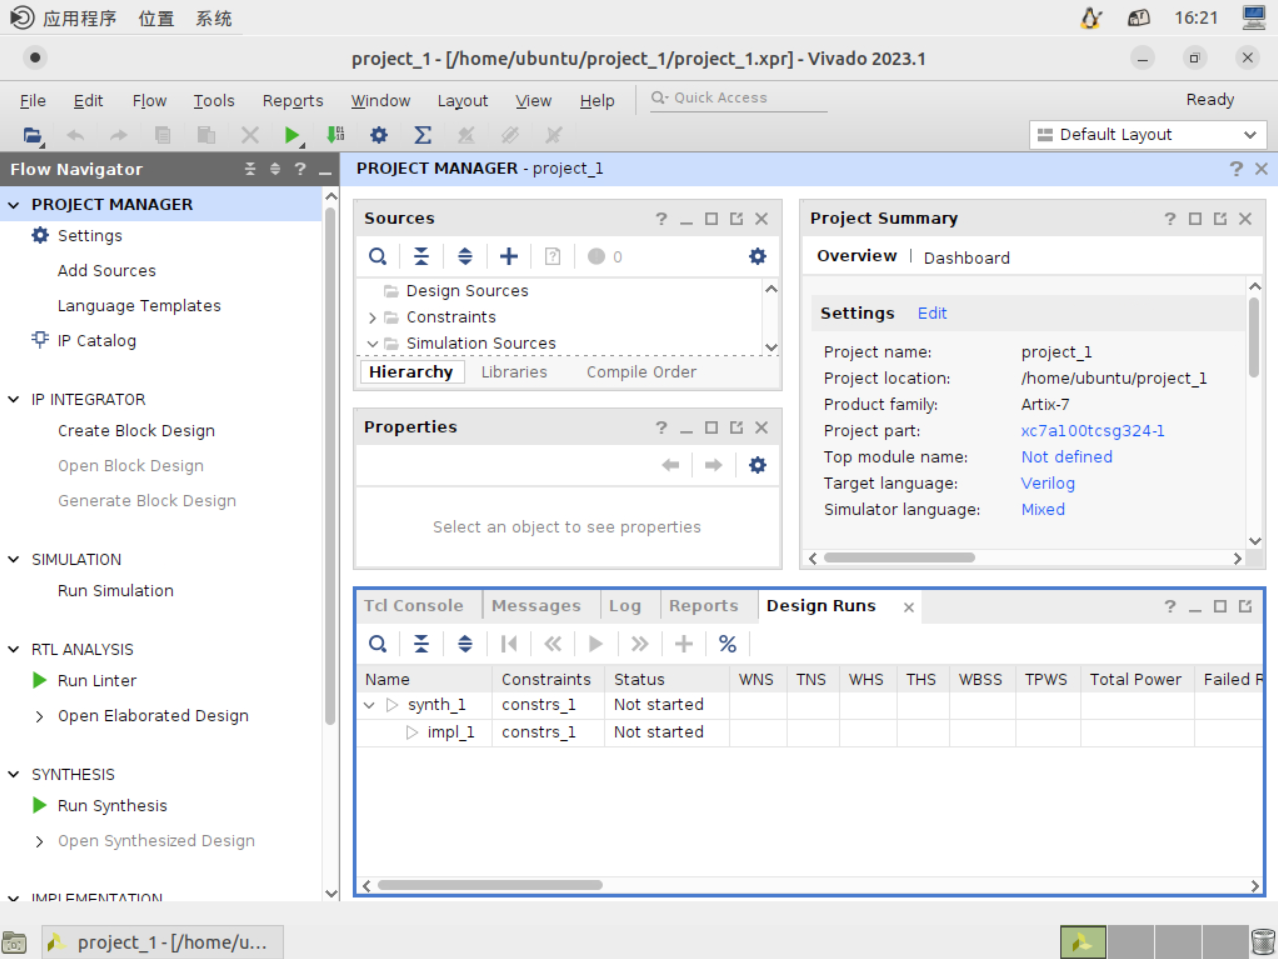 应用程序 位置 系统 16:21
project_1 - [/home/ubuntu/project_1/project_1.xpr] - Vivado 2023.1
File Edit Flow Tools Reports Window Layout View Help Quick Access Ready
Default Layout
Flow Navigator
PROJECT MANAGER
Settings
Add Sources
Language Templates
IP Catalog
IP INTEGRATOR
Create Block Design
Open Block Design
Generate Block Design
SIMULATION
Run Simulation
RTL ANALYSIS
Run Linter
Open Elaborated Design
SYNTHESIS
Run Synthesis
Open Synthesized Design
IMPLEMENTATION
PROJECT MANAGER - project_1
Sources
0
Design Sources
Constraints
Simulation Sources
Hierarchy Libraries Compile Order
Properties
Select an object to see properties
Project Summary
Overview | Dashboard
Settings Edit
Project name: project_1
Project location: /home/ubuntu/project_1
Product family: Artix-7
Project part: xc7a100tcsg324-1
Top module name: Not defined
Target language: Verilog
Simulator language: Mixed
Tcl Console Messages Log Reports Design Runs
Name Constraints Status WNS TNS WHS THS WBSS TPWS Total Power Failed R
synth_1 constrs_1 Not started
impl_1 constrs_1 Not started
project_1 - [/home/u...